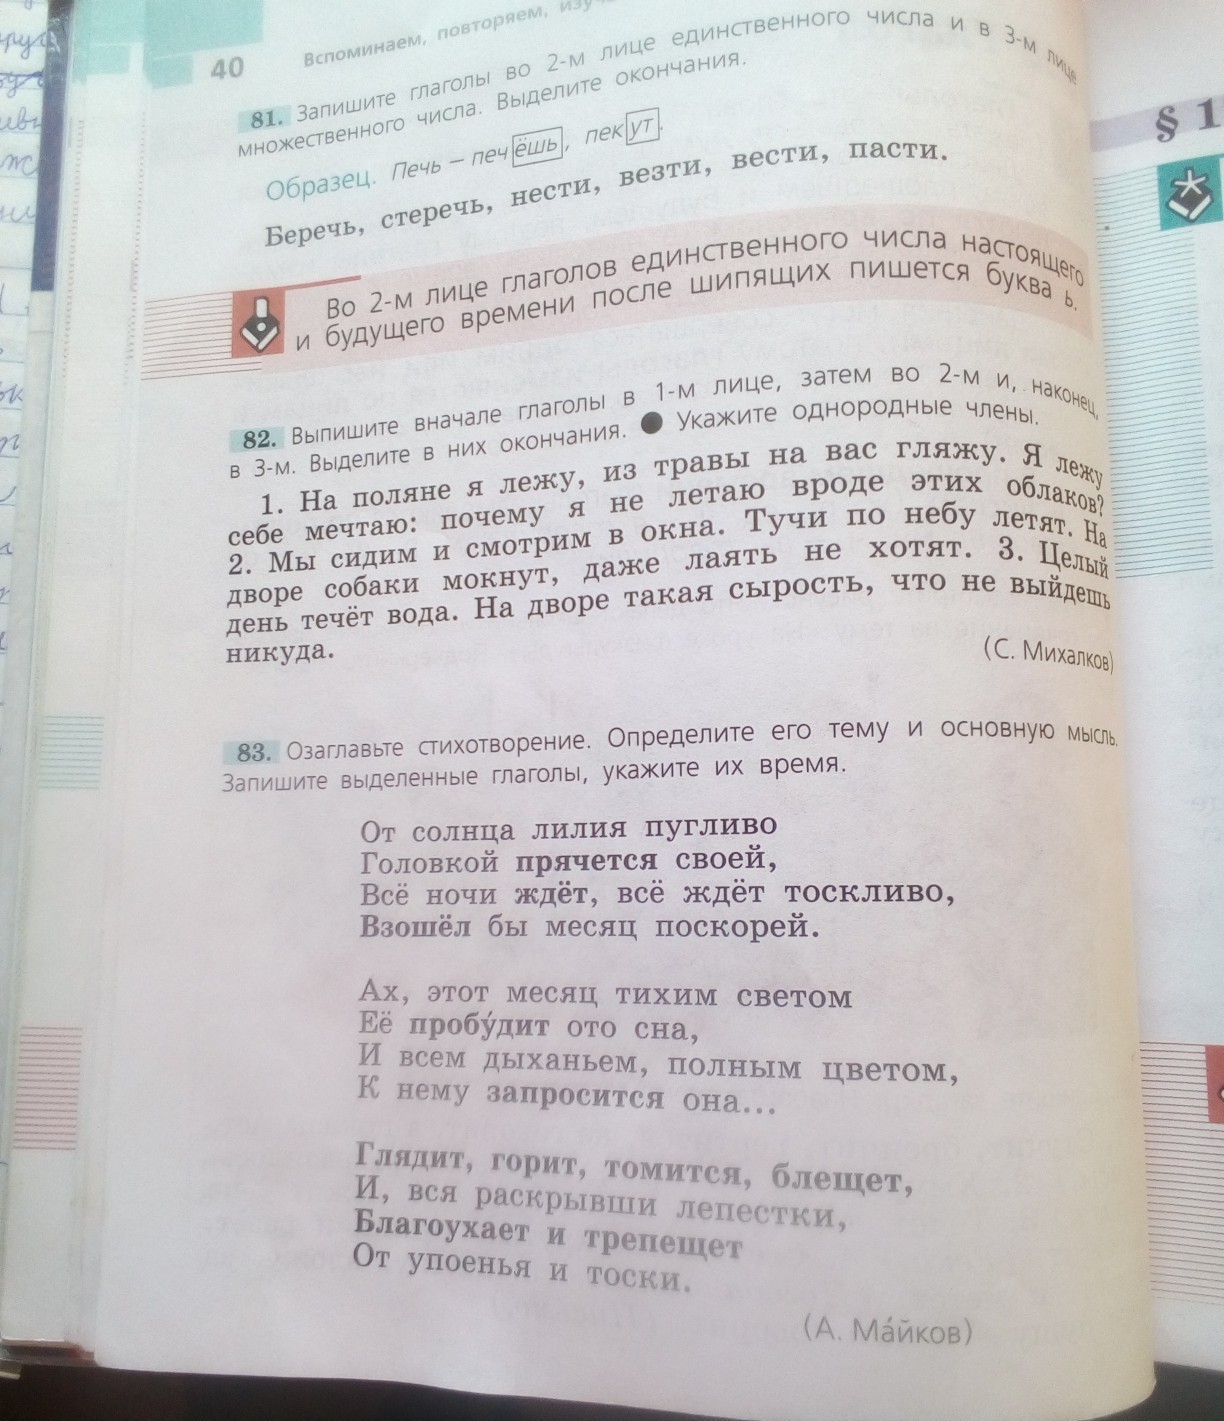 40
Вспоминаем, повторяем,
81. Запишите глаголы во 2-м лице единственного числа и в 3-м лице
множественного числа. Выделите окончания.
Образец. Печь – печёшь, пекут.
Беречь, стеречь, нести, везти, вести, пасти.
Во 2-м лице глаголов единственного числа настоящего
и будущего времени после шипящих пишется буква ь.
82. Выпишите вначале глаголы в 1-м лице, затем во 2-м и, наконец,
в 3-м. Выделите в них окончания. ● Укажите однородные члены.
1. На поляне я лежу, из травы на вас гляжу. Я лежу
себе мечтаю: почему я не летаю вроде этих облаков?
2. Мы сидим и смотрим в окна. Тучи по небу летят. На
дворе собаки мокнут, даже лаять не хотят. 3. Целый
день течёт вода. На дворе такая сырость, что не выйдешь
никуда.
(С. Михалков)
83. Озаглавьте стихотворение. Определите его тему и основную мысль.
Запишите выделенные глаголы, укажите их время.
От солнца лилия пугливо
Головкой прячется своей,
Всё ночи ждёт, всё ждёт тоскливо,
Взошёл бы месяц поскорей.
Ах, этот месяц тихим светом
Её пробу́дит ото сна,
И всем дыханьем, полным цветом,
К нему запросится она...
Глядит, горит, томится, блещет,
И, вся раскрывши лепестки,
Благоухает и трепещет
От упоенья и тоски.
(А. Ма́йков)
§ 1